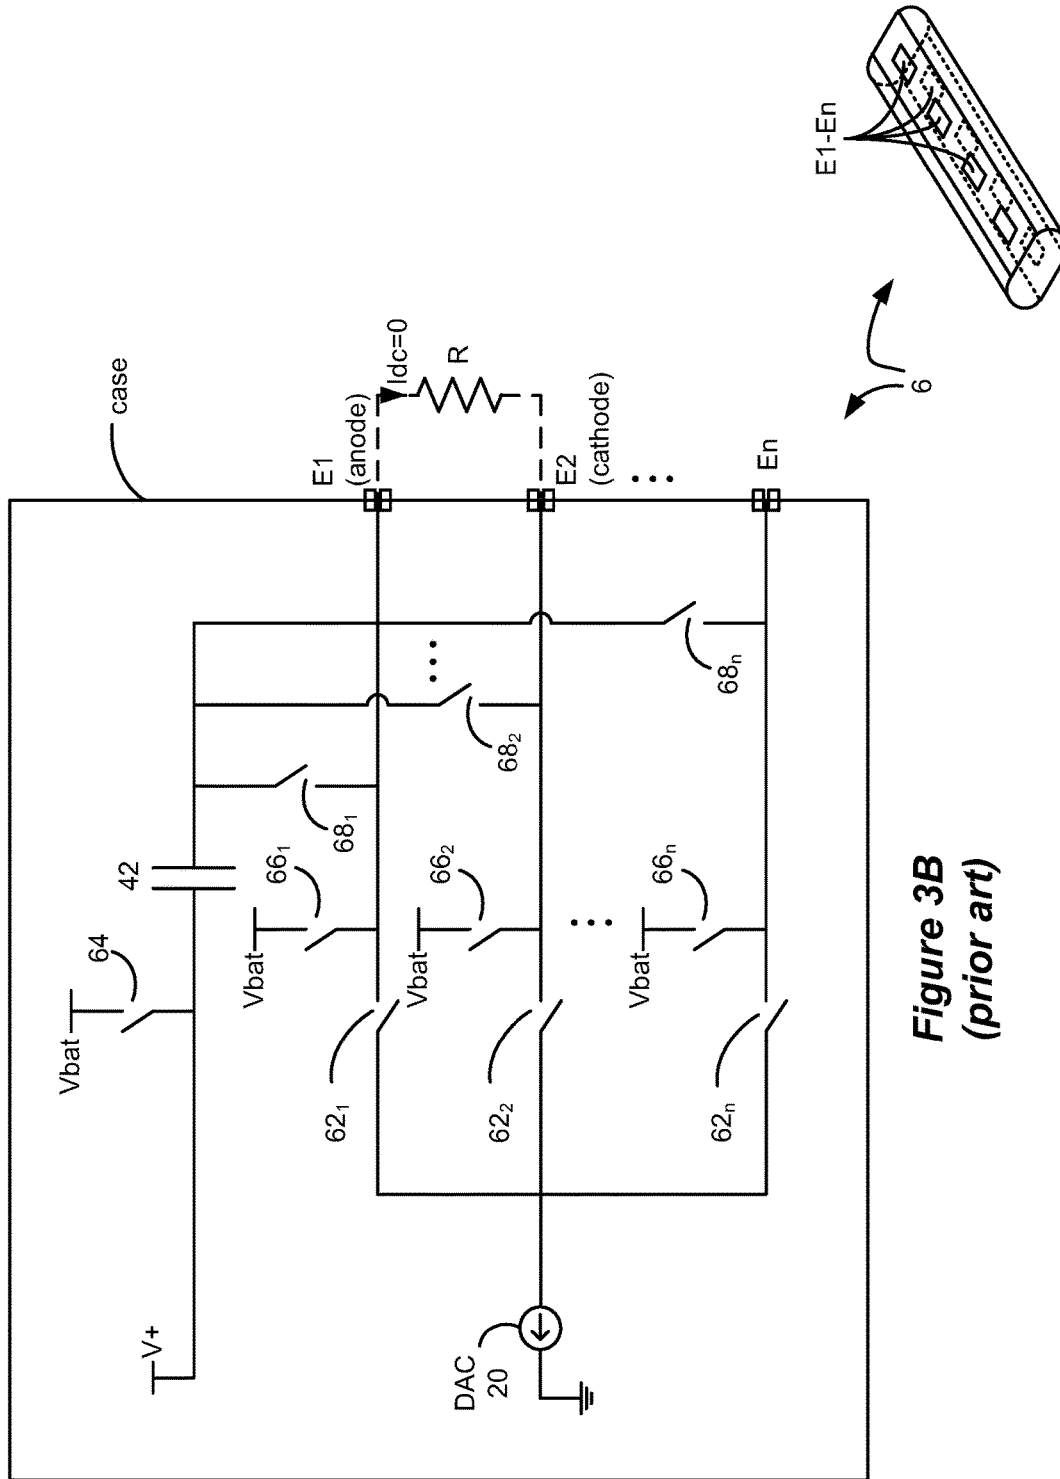 case
V+
Vbat
64
42
Vbat
66₁
68₁
62₁
E1
(anode)
Idc=0
R
Vbat
66₂
68₂
62₂
DAC
20
E2
(cathode)
Vbat
66ₙ
68ₙ
62ₙ
En
6
E1-En
Figure 3B
(prior art)